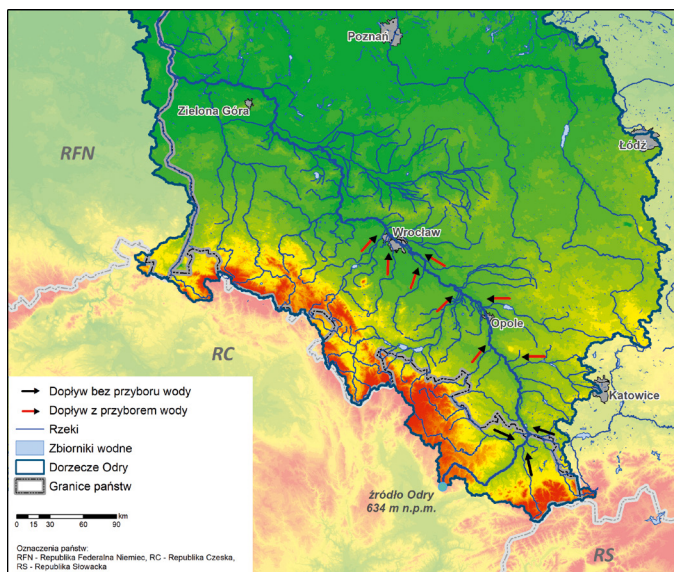 Poznań
Zielona Góra
Łódź
RFN
Wrocław
Opole
RC
Katowice
źródło Odry
634 m n.p.m.
RS
Dopływ bez przyboru wody
Dopływ z przyborem wody
Rzeki
Zbiorniki wodne
Dorzecze Odry
Granice państw
km
0 15 30 60 90
Oznaczenia państw:
RFN - Republika Federalna Niemiec, RC - Republika Czeska,
RS - Republika Słowacka